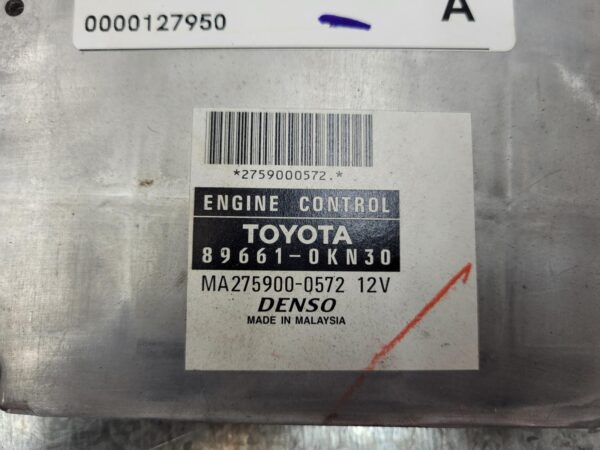 0000127950 A
*2759000572.*
ENGINE CONTROL
TOYOTA
89661-0KN30
MA275900-0572 12V
DENSO
MADE IN MALAYSIA